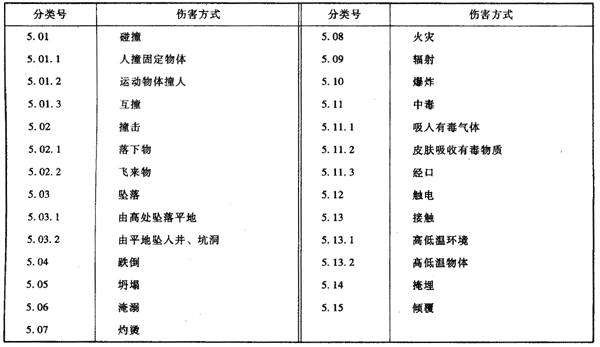 分类号 伤害方式 分类号 伤害方式
5.01 碰撞 5.08 火灾
5.01.1 人撞固定物体 5.09 辐射
5.01.2 运动物体撞人 5.10 爆炸
5.01.3 互撞 5.11 中毒
5.02 撞击 5.11.1 吸人有毒气体
5.02.1 落下物 5.11.2 皮肤吸收有毒物质
5.02.2 飞来物 5.11.3 经口
5.03 坠落 5.12 触电
5.03.1 由高处坠落平地 5.13 接触
5.03.2 由平地坠人井、坑洞 5.13.1 高低温环境
5.04 跌倒 5.13.2 高低温物体
5.05 坍塌 5.14 掩埋
5.06 淹溺 5.15 倾覆
5.07 灼烫